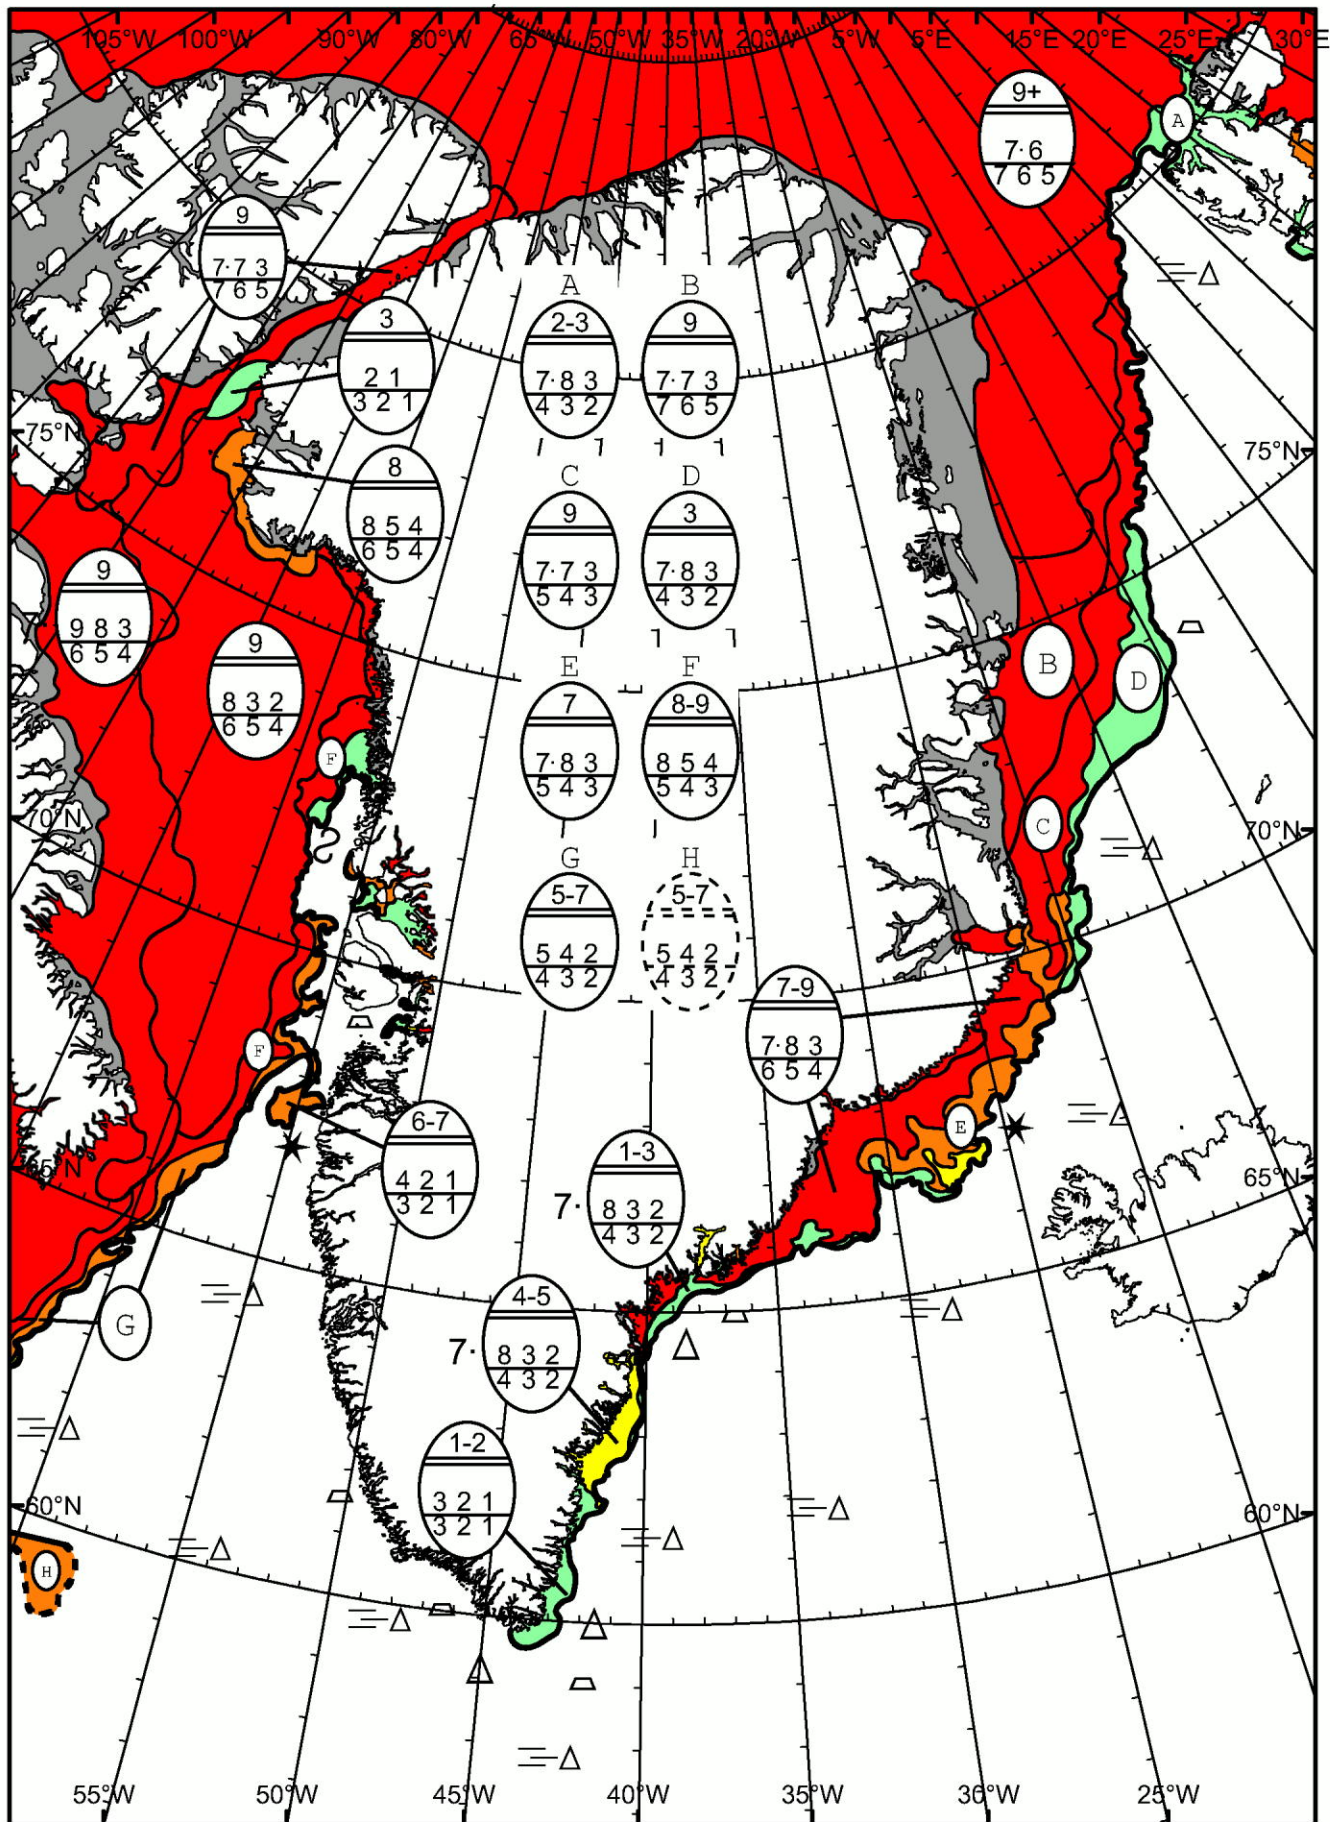 105°W 100°W 90°W 80°W 65°W 50°W 35°W 20°W 5°W 5°E 15°E 20°E 25°E 30°E
9+
7·6
7 6 5
A
9
7·7 3
7 6 5
3
2 1
3 2 1
A
2-3
7·8 3
4 3 2
B
9
7·7 3
7 6 5
75°N
75°N
8
8 5 4
6 5 4
C
9
7·7 3
5 4 3
D
3
7·8 3
4 3 2
9
9 8 3
6 5 4
9
8 3 2
6 5 4
E
7
7·8 3
5 4 3
F
8-9
8 5 4
5 4 3
B
D
F
C
70°N
70°N
G
5-7
5 4 2
4 3 2
H
5-7
5 4 2
4 3 2
7-9
7·8 3
6 5 4
F
E
6-7
4 2 1
3 2 1
1-3
7·
8 3 2
4 3 2
65°N
65°N
G
4-5
7·
8 3 2
4 3 2
1-2
3 2 1
3 2 1
60°N
60°N
H
55°W 50°W 45°W 40°W 35°W 30°W 25°W